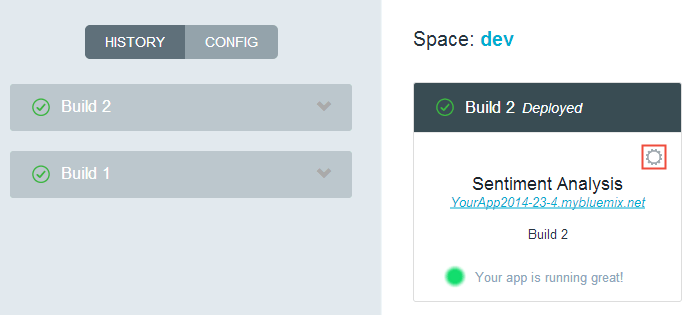 HISTORY CONFIG
Build 2
Build 1
Space: dev
Build 2 Deployed
Sentiment Analysis
YourApp2014-23-4.mybluemix.net
Build 2
Your app is running great!